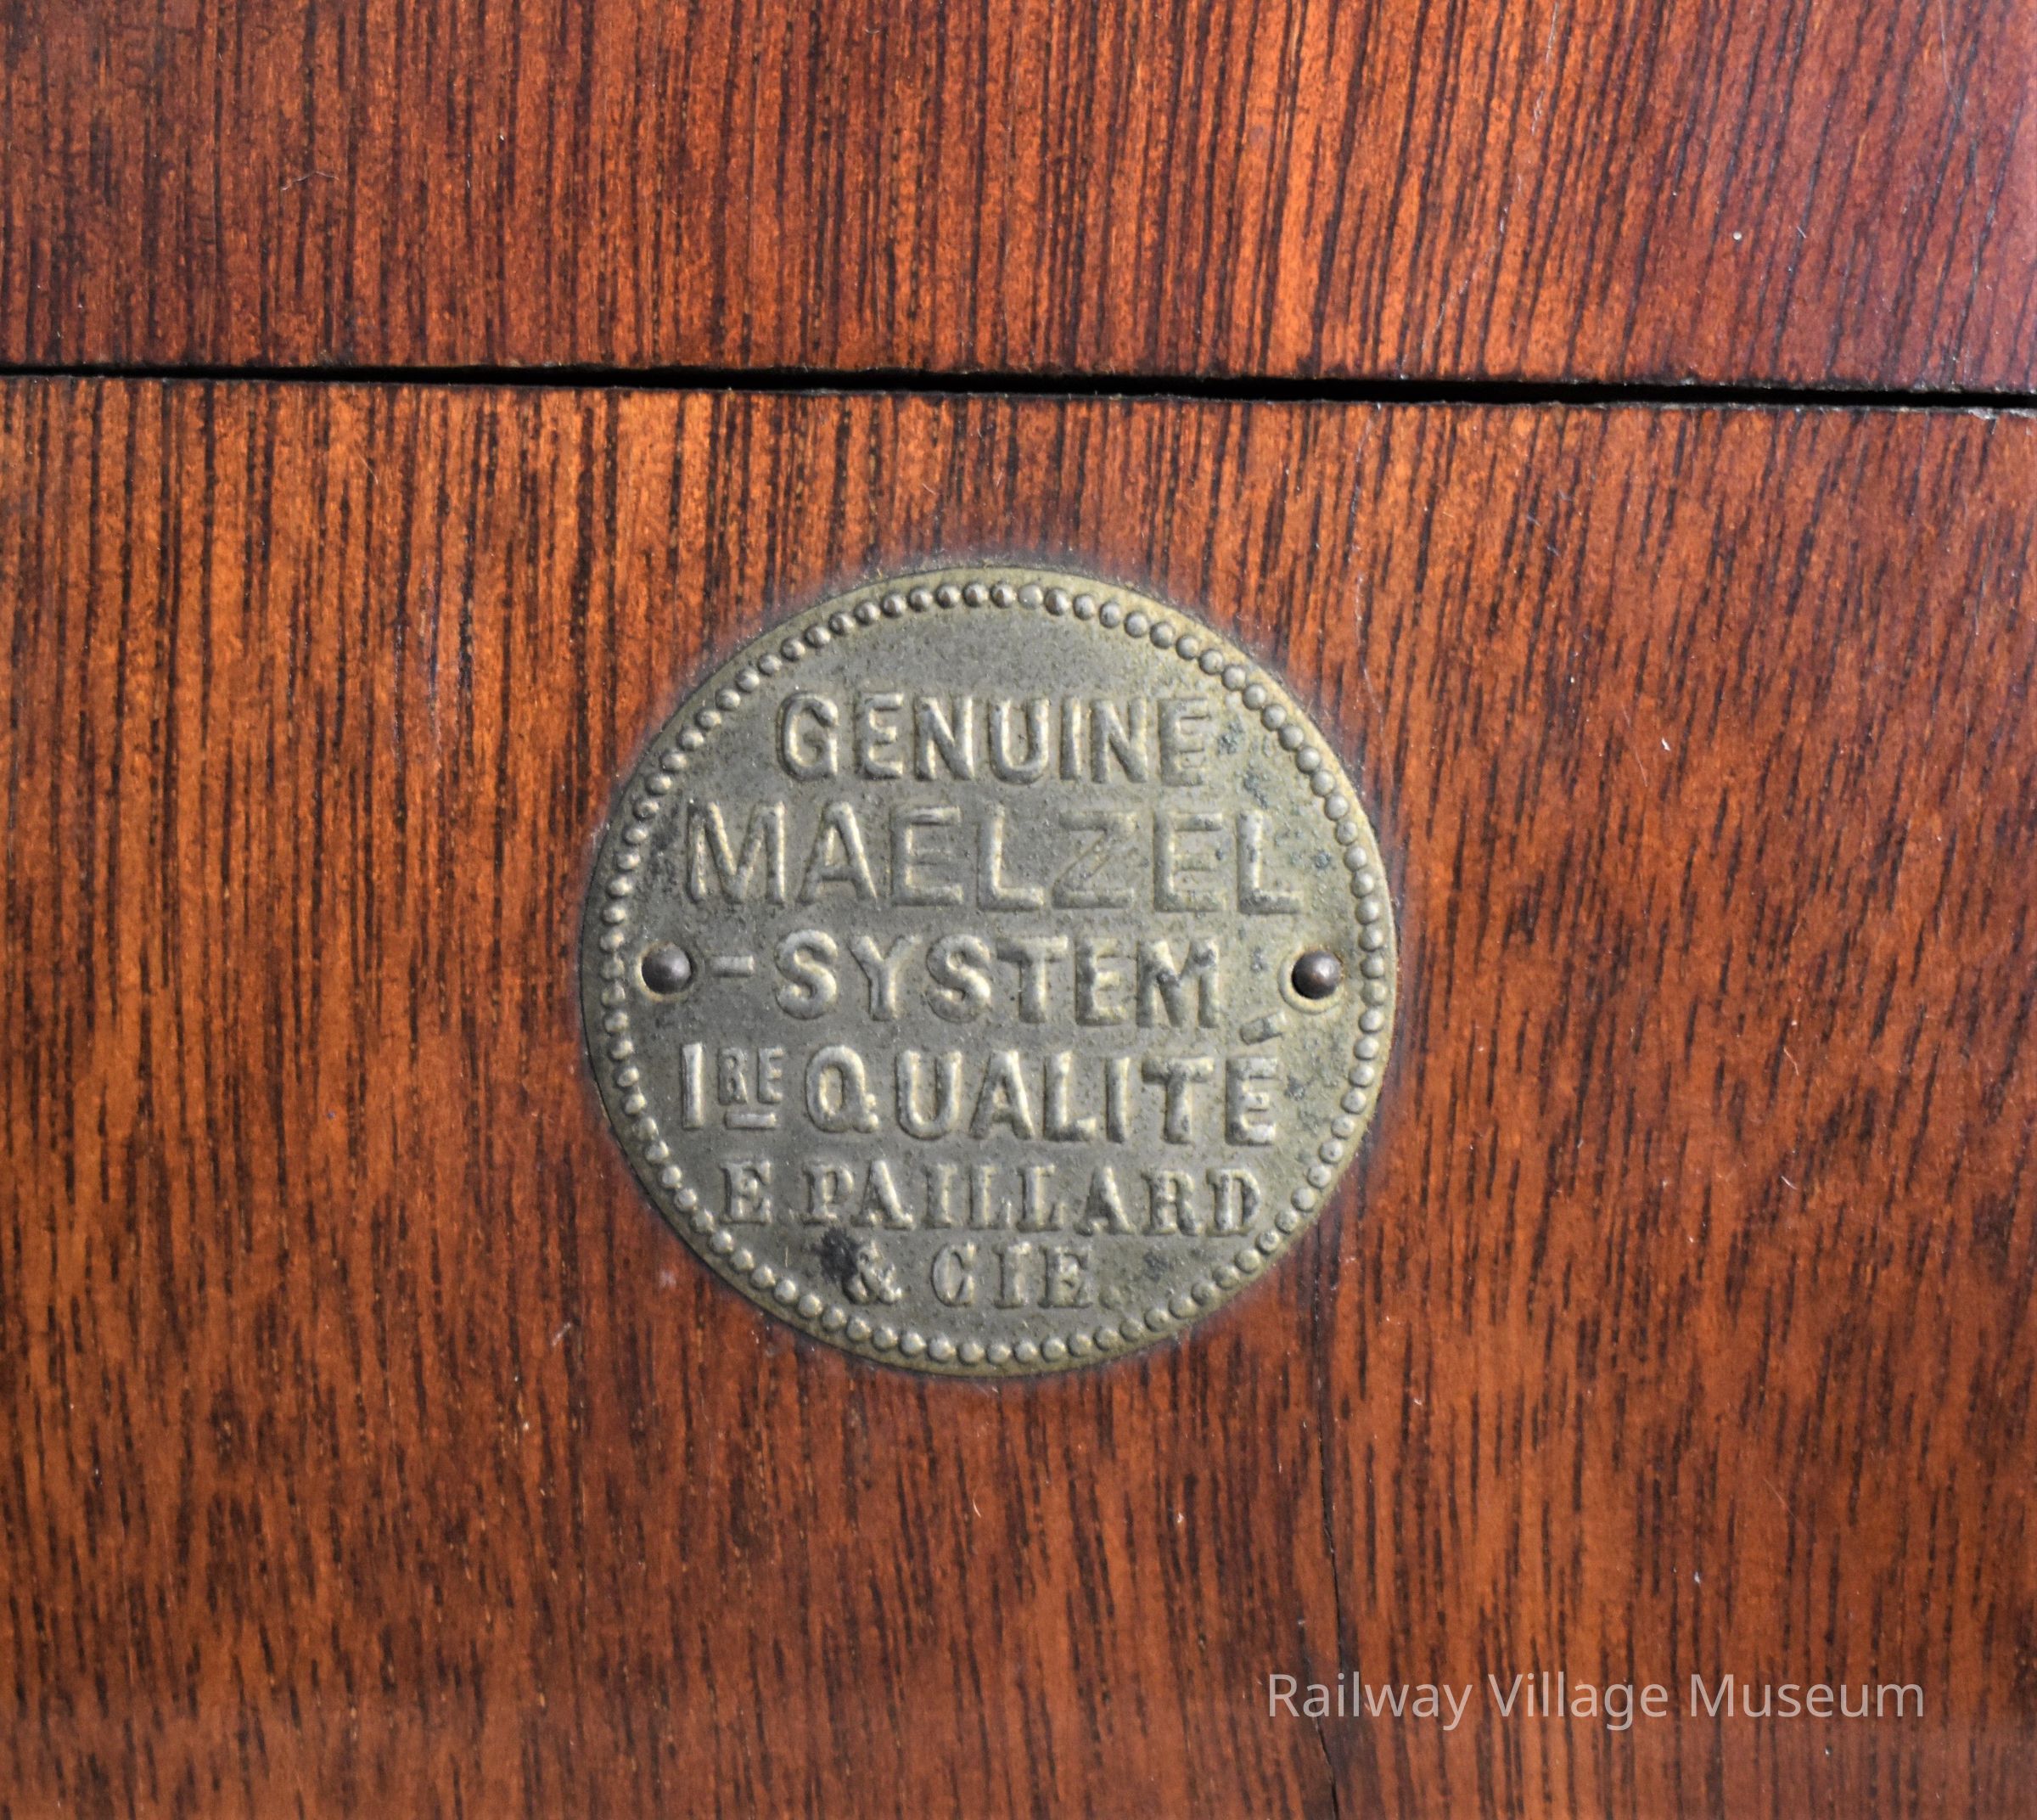 GENUINE
MAELZEL
-SYSTEM
1RE QUALITÉ
E PAILLARD
& CIE.
Railway Village Museum